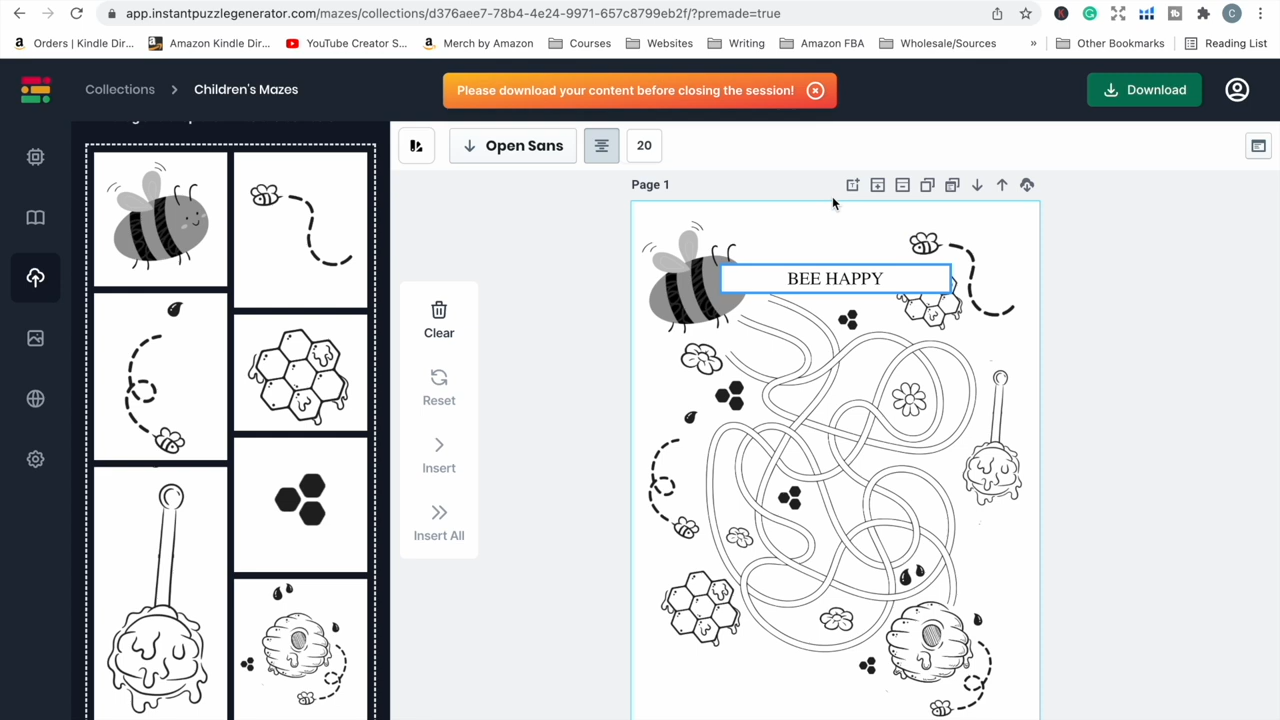 app.instantpuzzlegenerator.com/mazes/collections/d376aee7-78b4-4e24-9971-657c8799eb2f/?premade=true
Orders | Kindle Dir...
Amazon Kindle Dir...
YouTube Creator S...
Merch by Amazon
Courses
Websites
Writing
Amazon FBA
Wholesale/Sources
»
Other Bookmarks
Reading List
Collections
Children's Mazes
Please download your content before closing the session!
Download
Open Sans
20
Page 1
BEE HAPPY
Clear
Reset
Insert
Insert All